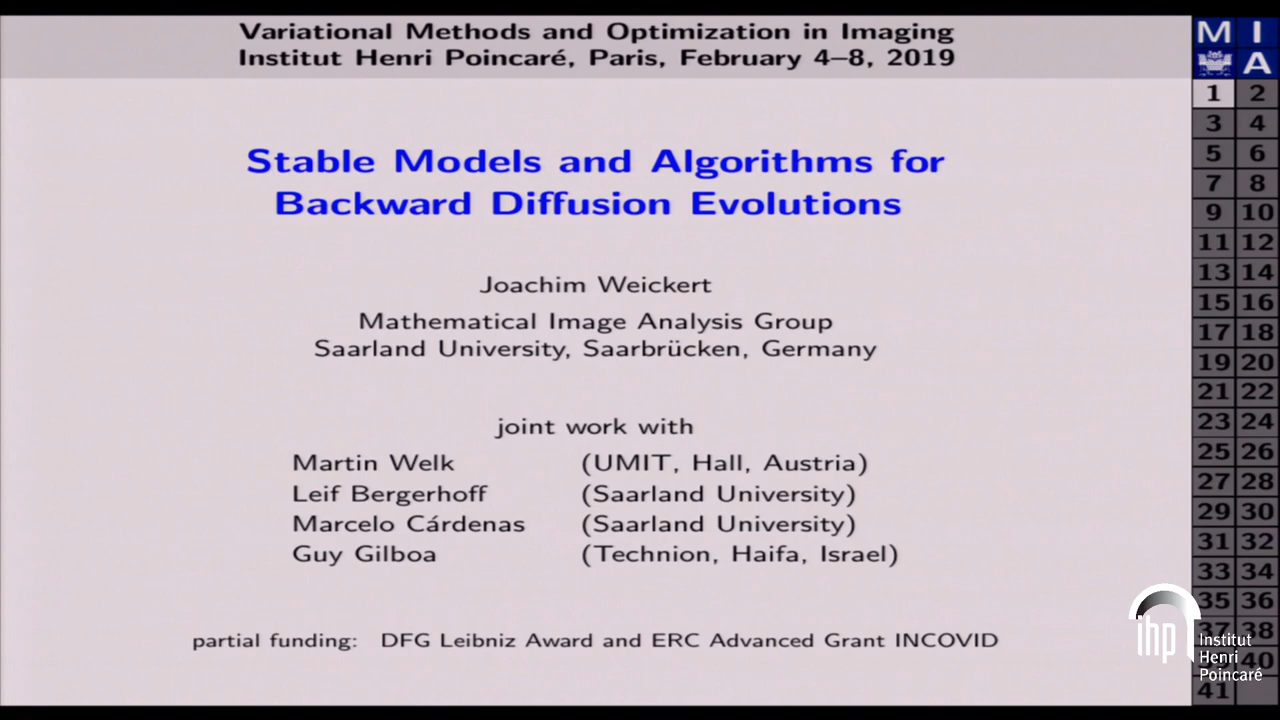 Variational Methods and Optimization in Imaging
Institut Henri Poincaré, Paris, February 4–8, 2019
M I
A
Stable Models and Algorithms for
Backward Diffusion Evolutions
Joachim Weickert
Mathematical Image Analysis Group
Saarland University, Saarbrücken, Germany
joint work with
Martin Welk (UMIT, Hall, Austria)
Leif Bergerhoff (Saarland University)
Marcelo Cárdenas (Saarland University)
Guy Gilboa (Technion, Haifa, Israel)
partial funding: DFG Leibniz Award and ERC Advanced Grant INCOVID
1 2
3 4
5 6
7 8
9 10
11 12
13 14
15 16
17 18
19 20
21 22
23 24
25 26
27 28
29 30
31 32
33 34
35 36
37 38
39 40
41
ihp
Institut
Henri
Poincaré